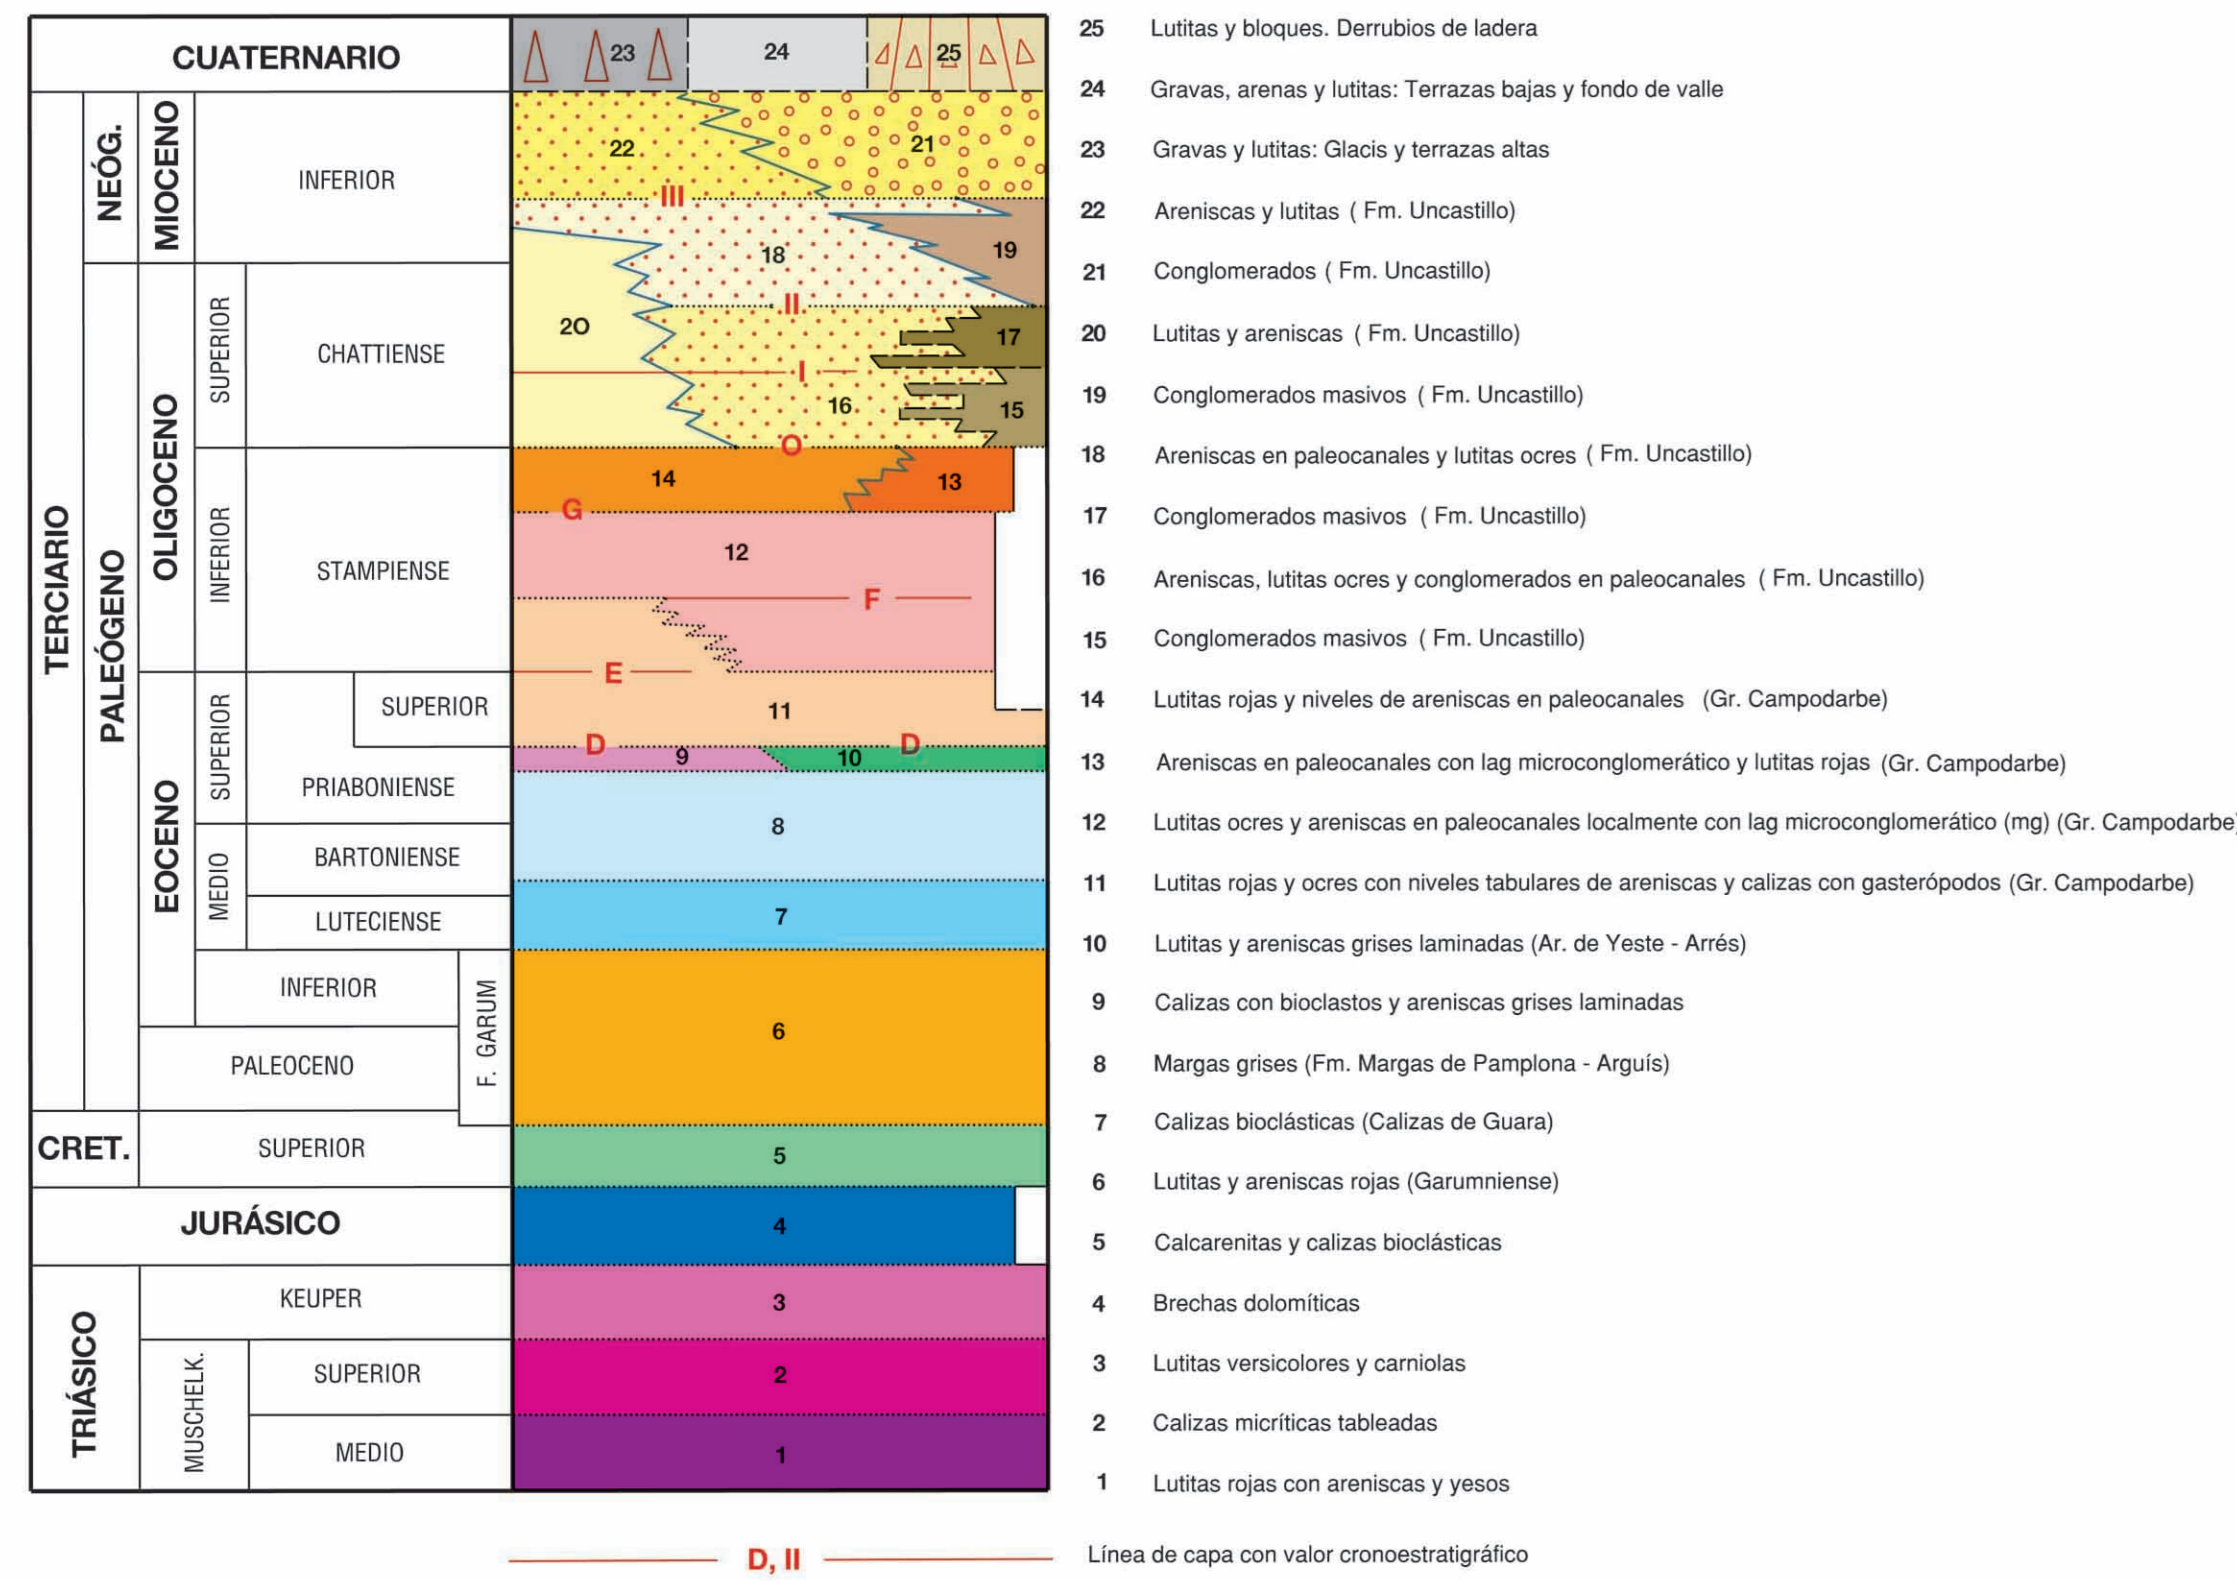 CUATERNARIO
TERCIARIO
NEÓG.
MIOCENO
INFERIOR
PALEÓGENO
OLIGOCENO
SUPERIOR
CHATTIENSE
INFERIOR
STAMPIENSE
EOCENO
SUPERIOR
SUPERIOR
PRIABONIENSE
MEDIO
BARTONIENSE
LUTECIENSE
INFERIOR
F. GARUM
PALEOCENO
CRET.
SUPERIOR
JURÁSICO
TRIÁSICO
KEUPER
MUSCHELK.
SUPERIOR
MEDIO
23
24
25
22
21
III
18
19
II
20
17
I
16
15
O
14
13
G
12
F
E
11
D
D
9
10
8
7
6
5
4
3
2
1
25 Lutitas y bloques. Derrubios de ladera
24 Gravas, arenas y lutitas: Terrazas bajas y fondo de valle
23 Gravas y lutitas: Glacis y terrazas altas
22 Areniscas y lutitas ( Fm. Uncastillo)
21 Conglomerados ( Fm. Uncastillo)
20 Lutitas y areniscas ( Fm. Uncastillo)
19 Conglomerados masivos ( Fm. Uncastillo)
18 Areniscas en paleocanales y lutitas ocres ( Fm. Uncastillo)
17 Conglomerados masivos ( Fm. Uncastillo)
16 Areniscas, lutitas ocres y conglomerados en paleocanales ( Fm. Uncastillo)
15 Conglomerados masivos ( Fm. Uncastillo)
14 Lutitas rojas y niveles de areniscas en paleocanales (Gr. Campodarbe)
13 Areniscas en paleocanales con lag microconglomerático y lutitas rojas (Gr. Campodarbe)
12 Lutitas ocres y areniscas en paleocanales localmente con lag microconglomerático (mg) (Gr. Campodarbe)
11 Lutitas rojas y ocres con niveles tabulares de areniscas y calizas con gasterópodos (Gr. Campodarbe)
10 Lutitas y areniscas grises laminadas (Ar. de Yeste - Arrés)
9 Calizas con bioclastos y areniscas grises laminadas
8 Margas grises (Fm. Margas de Pamplona - Arguís)
7 Calizas bioclásticas (Calizas de Guara)
6 Lutitas y areniscas rojas (Garumniense)
5 Calcarenitas y calizas bioclásticas
4 Brechas dolomíticas
3 Lutitas versicolores y carniolas
2 Calizas micríticas tableadas
1 Lutitas rojas con areniscas y yesos
D, II Línea de capa con valor cronoestratigráfico